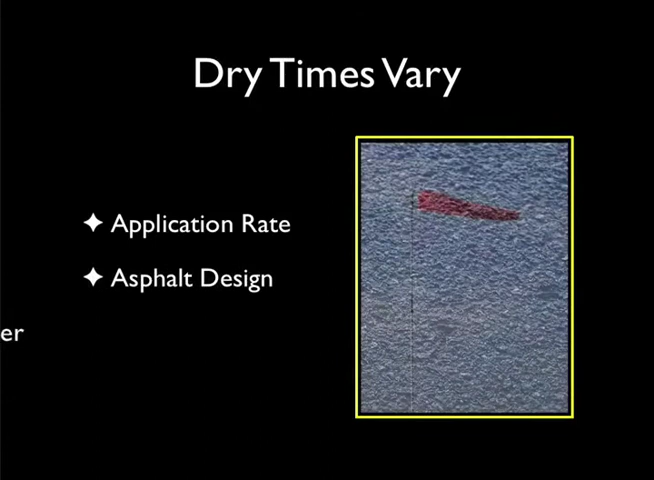 Dry Times Vary
✦ Application Rate
✦ Asphalt Design
er